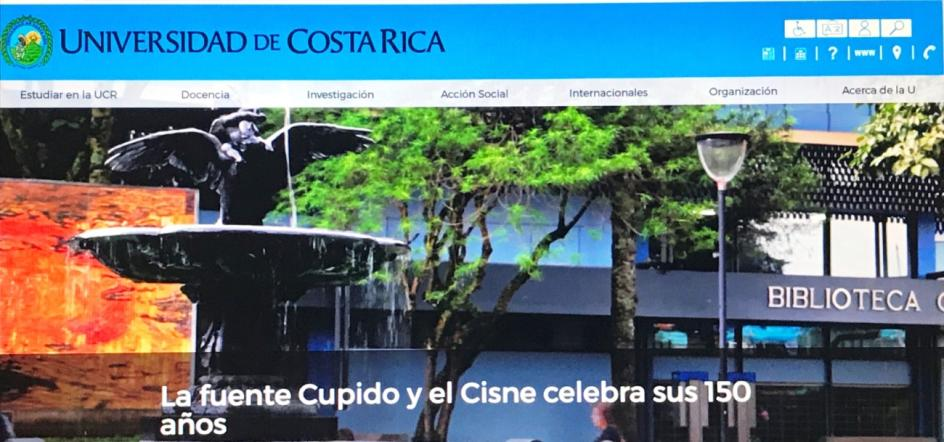 UNIVERSIDAD DE COSTA RICA
?
www
Estudiar en la UCR
Docencia
Investigación
Acción Social
Internacionales
Organización
Acerca de la U
BIBLIOTECA
La fuente Cupido y el Cisne celebra sus 150
años